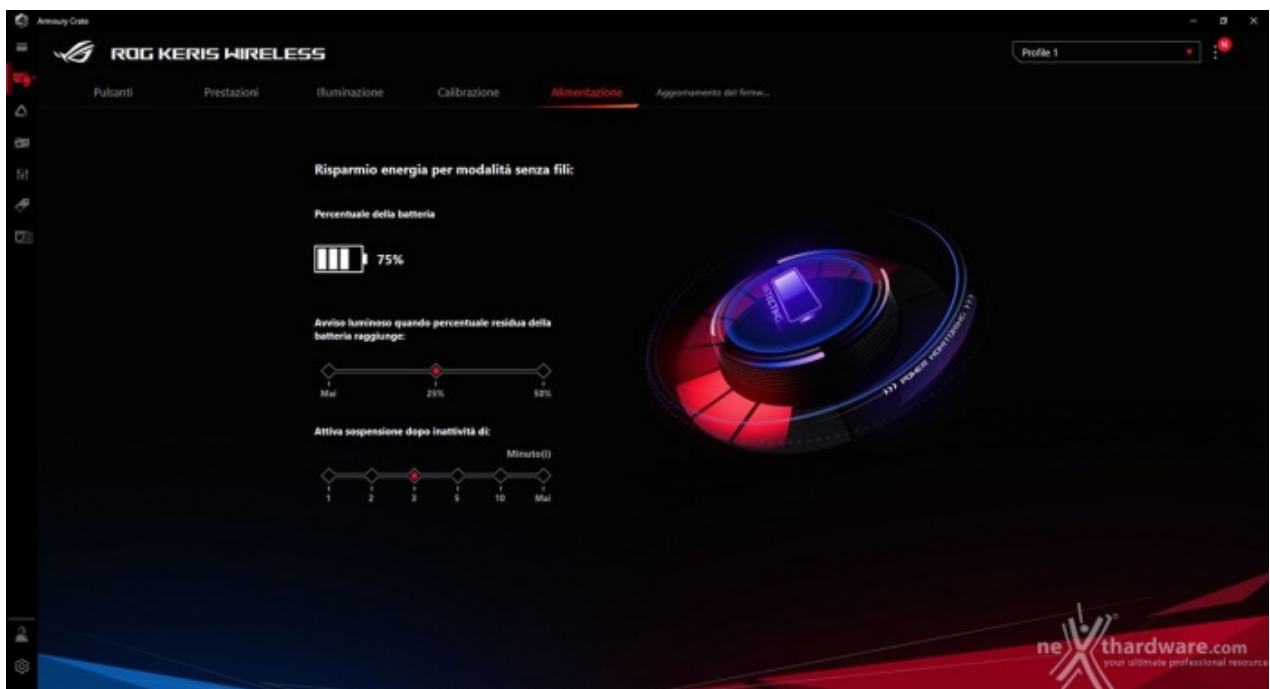 Armoury Crate
ROG KERIS WIRELESS
Profile 1
N
Pulsanti Prestazioni Illuminazione Calibrazione Alimentazione Aggiornamento del firmw...
Risparmio energia per modalità senza fili:
Percentuale della batteria
75%
DETECTING...
Avviso luminoso quando percentuale residua della
batteria raggiunge:
Mai 25% 50%
>>> POWER MONITORING >>>
Attiva sospensione dopo inattività di:
Minuto(i)
1 2 3 5 10 Mai
nexthardware.com
your ultimate professional resource